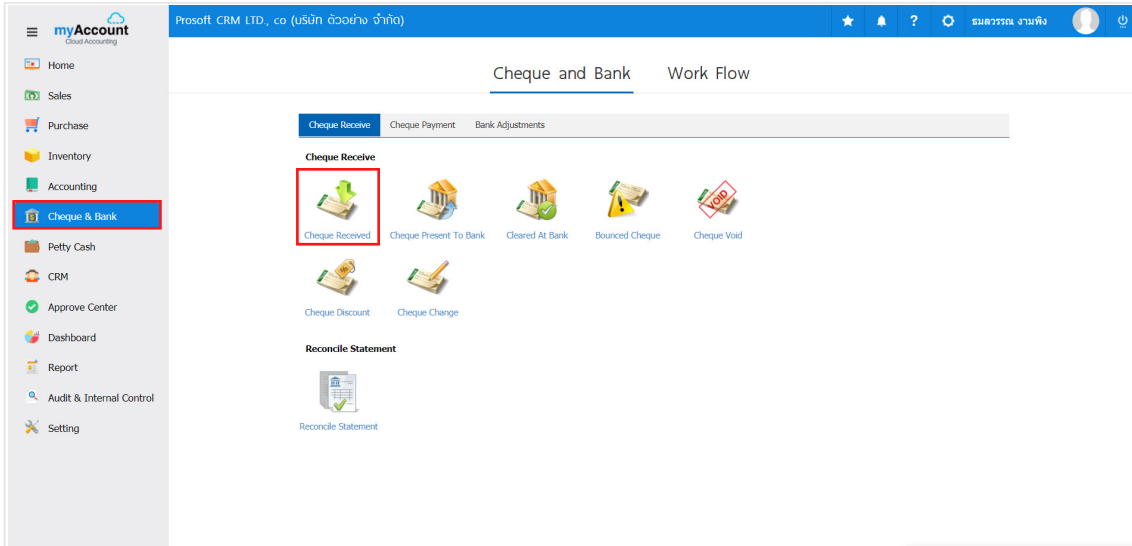 myAccount
Cloud Accounting
Prosoft CRM LTD., co (บริษัท ตัวอย่าง จำกัด)
?
ธมลวรรณ งามพิง
Home
Sales
Purchase
Inventory
Accounting
Cheque & Bank
Petty Cash
CRM
Approve Center
Dashboard
Report
Audit & Internal Control
Setting
Cheque and Bank Work Flow
Cheque Receive Cheque Payment Bank Adjustments
Cheque Receive
VOID
Cheque Received Cheque Present To Bank Cleared At Bank Bounced Cheque Cheque Void
Cheque Discount Cheque Change
Reconcile Statement
Reconcile Statement